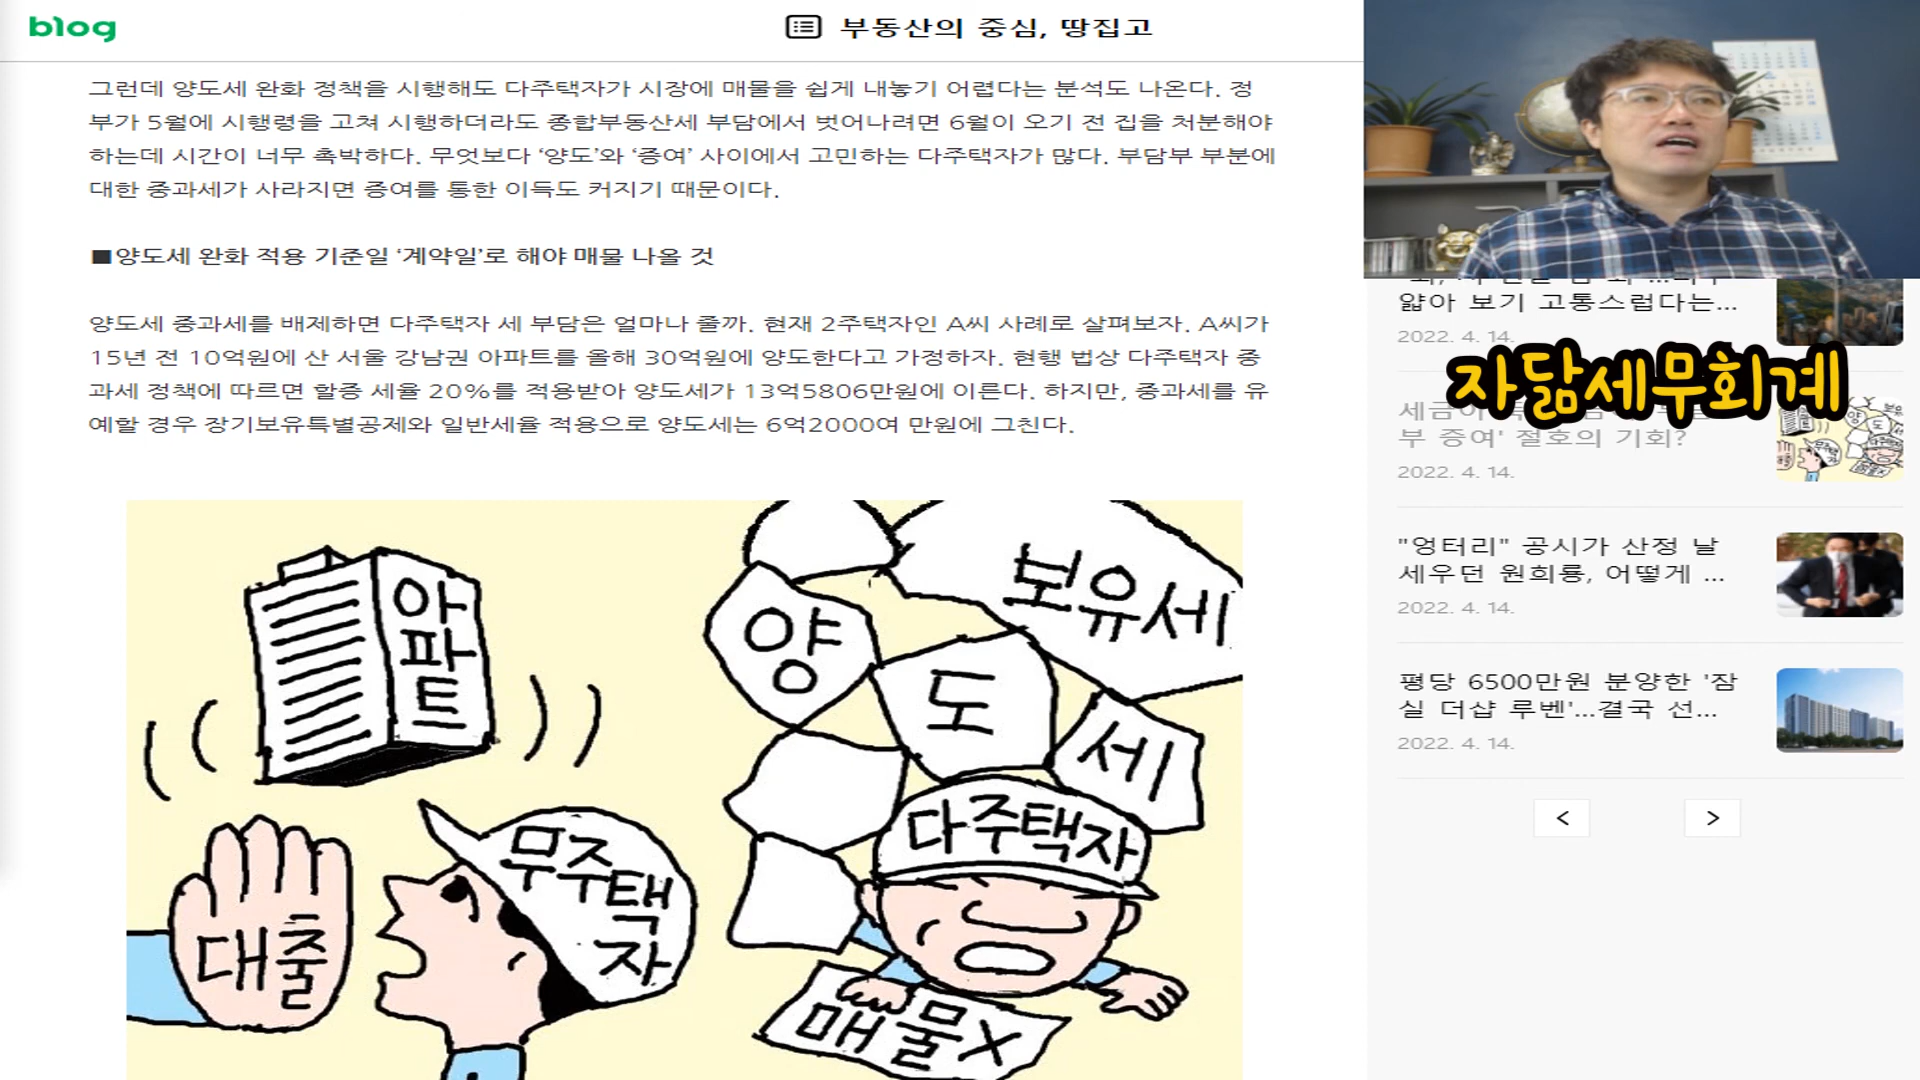 blog
부동산의 중심, 땅집고
그런데 양도세 완화 정책을 시행해도 다주택자가 시장에 매물을 쉽게 내놓기 어렵다는 분석도 나온다. 정
부가 5월에 시행령을 고쳐 시행하더라도 종합부동산세 부담에서 벗어나려면 6월이 오기 전 집을 처분해야
하는데 시간이 너무 촉박하다. 무엇보다 ‘양도’와 ‘증여’ 사이에서 고민하는 다주택자가 많다. 부담부 부분에
대한 중과세가 사라지면 증여를 통한 이득도 커지기 때문이다.
■양도세 완화 적용 기준일 ‘계약일’로 해야 매물 나올 것
양도세 중과세를 배제하면 다주택자 세 부담은 얼마나 줄까. 현재 2주택자인 A씨 사례로 살펴보자. A씨가
15년 전 10억원에 산 서울 강남권 아파트를 올해 30억원에 양도한다고 가정하자. 현행 법상 다주택자 중
과세 정책에 따르면 할증 세율 20%를 적용받아 양도세가 13억5806만원에 이른다. 하지만, 중과세를 유
예할 경우 장기보유특별공제와 일반세율 적용으로 양도세는 6억2000여 만원에 그친다.
아파트
보유세
양
도
세
다주택자
무주택자
대출
매물X
얇아 보기 고통스럽다는...
2022. 4. 14.
자닮세무회계
부 증여' 절호의 기회?
2022. 4. 14.
"엉터리" 공시가 산정 날
세우던 원희룡, 어떻게 ...
2022. 4. 14.
평당 6500만원 분양한 '잠
실 더샵 루벤'...결국 선...
2022. 4. 14.
<
>